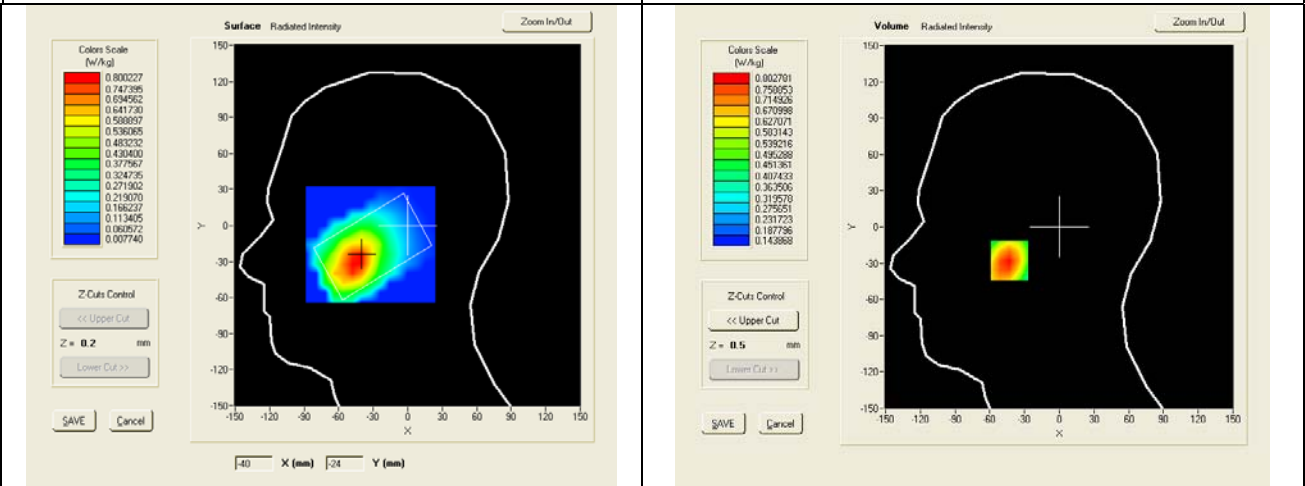 Surface Radiated Intensity
Zoom In/Out
Colors Scale
(W/kg)
0.800227
0.747395
0.694562
0.641730
0.588897
0.536065
0.483232
0.430400
0.377567
0.324735
0.271902
0.219070
0.166237
0.113405
0.060572
0.007740
Z-Cuts Control
<< Upper Cut
Z = 0.2 mm
Lower Cut >>
SAVE Cancel
150
120
90
60
30
0
-30
-60
-90
-120
-150
Y
-150 -120 -90 -60 -30 0 30 60 90 120 150
X
-40 X (mm) -24 Y (mm)
Volume Radiated Intensity
Zoom In/Out
Colors Scale
(W/kg)
0.802781
0.758853
0.714926
0.670998
0.627071
0.583143
0.539216
0.495288
0.451361
0.407433
0.363506
0.319578
0.275651
0.231723
0.187796
0.143868
Z-Cuts Control
<< Upper Cut
Z = 0.5 mm
Lower Cut >>
SAVE Cancel
150
120
90
60
30
0
-30
-60
-90
-120
-150
Y
-150 -120 -90 -60 -30 0 30 60 90 120 150
X